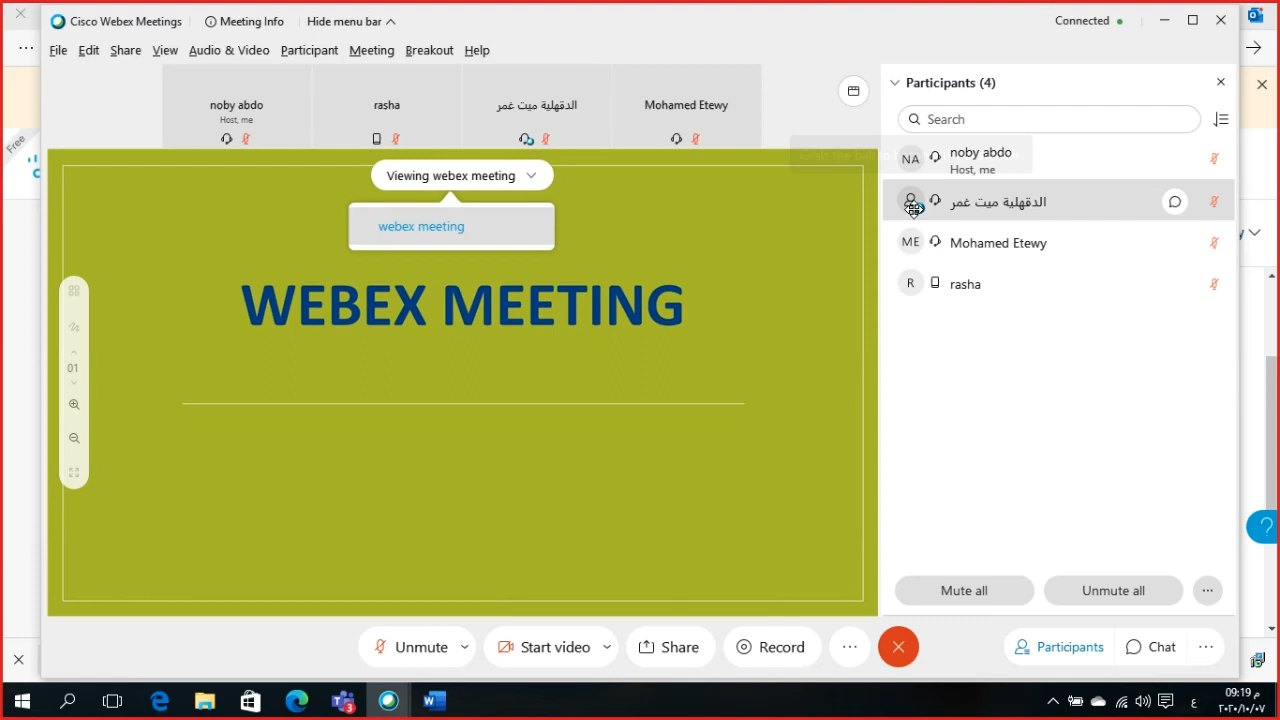 Cisco Webex Meetings
Meeting Info
Hide menu bar
Connected
File
Edit
Share
View
Audio & Video
Participant
Meeting
Breakout
Help
Free
noby abdo
Host, me
rasha
الدقهلية ميت غمر
Mohamed Etewy
Viewing webex meeting
webex meeting
WEBEX MEETING
01
Participants (4)
Search
NA
noby abdo
Host, me
الدقهلية ميت غمر
ME
Mohamed Etewy
R
rasha
Mute all
Unmute all
Unmute
Start video
Share
Record
Participants
Chat
ع
09:19 م
٢٠٢٠/١٠/٠٧